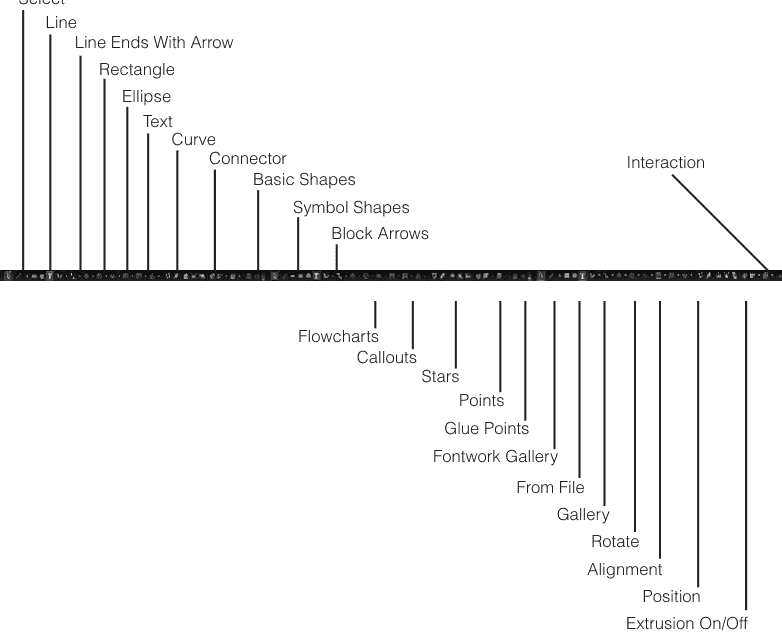 Select
Line
Line Ends With Arrow
Rectangle
Ellipse
Text
Curve
Connector
Basic Shapes
Symbol Shapes
Block Arrows
Interaction
Flowcharts
Callouts
Stars
Points
Glue Points
Fontwork Gallery
From File
Gallery
Rotate
Alignment
Position
Extrusion On/Off